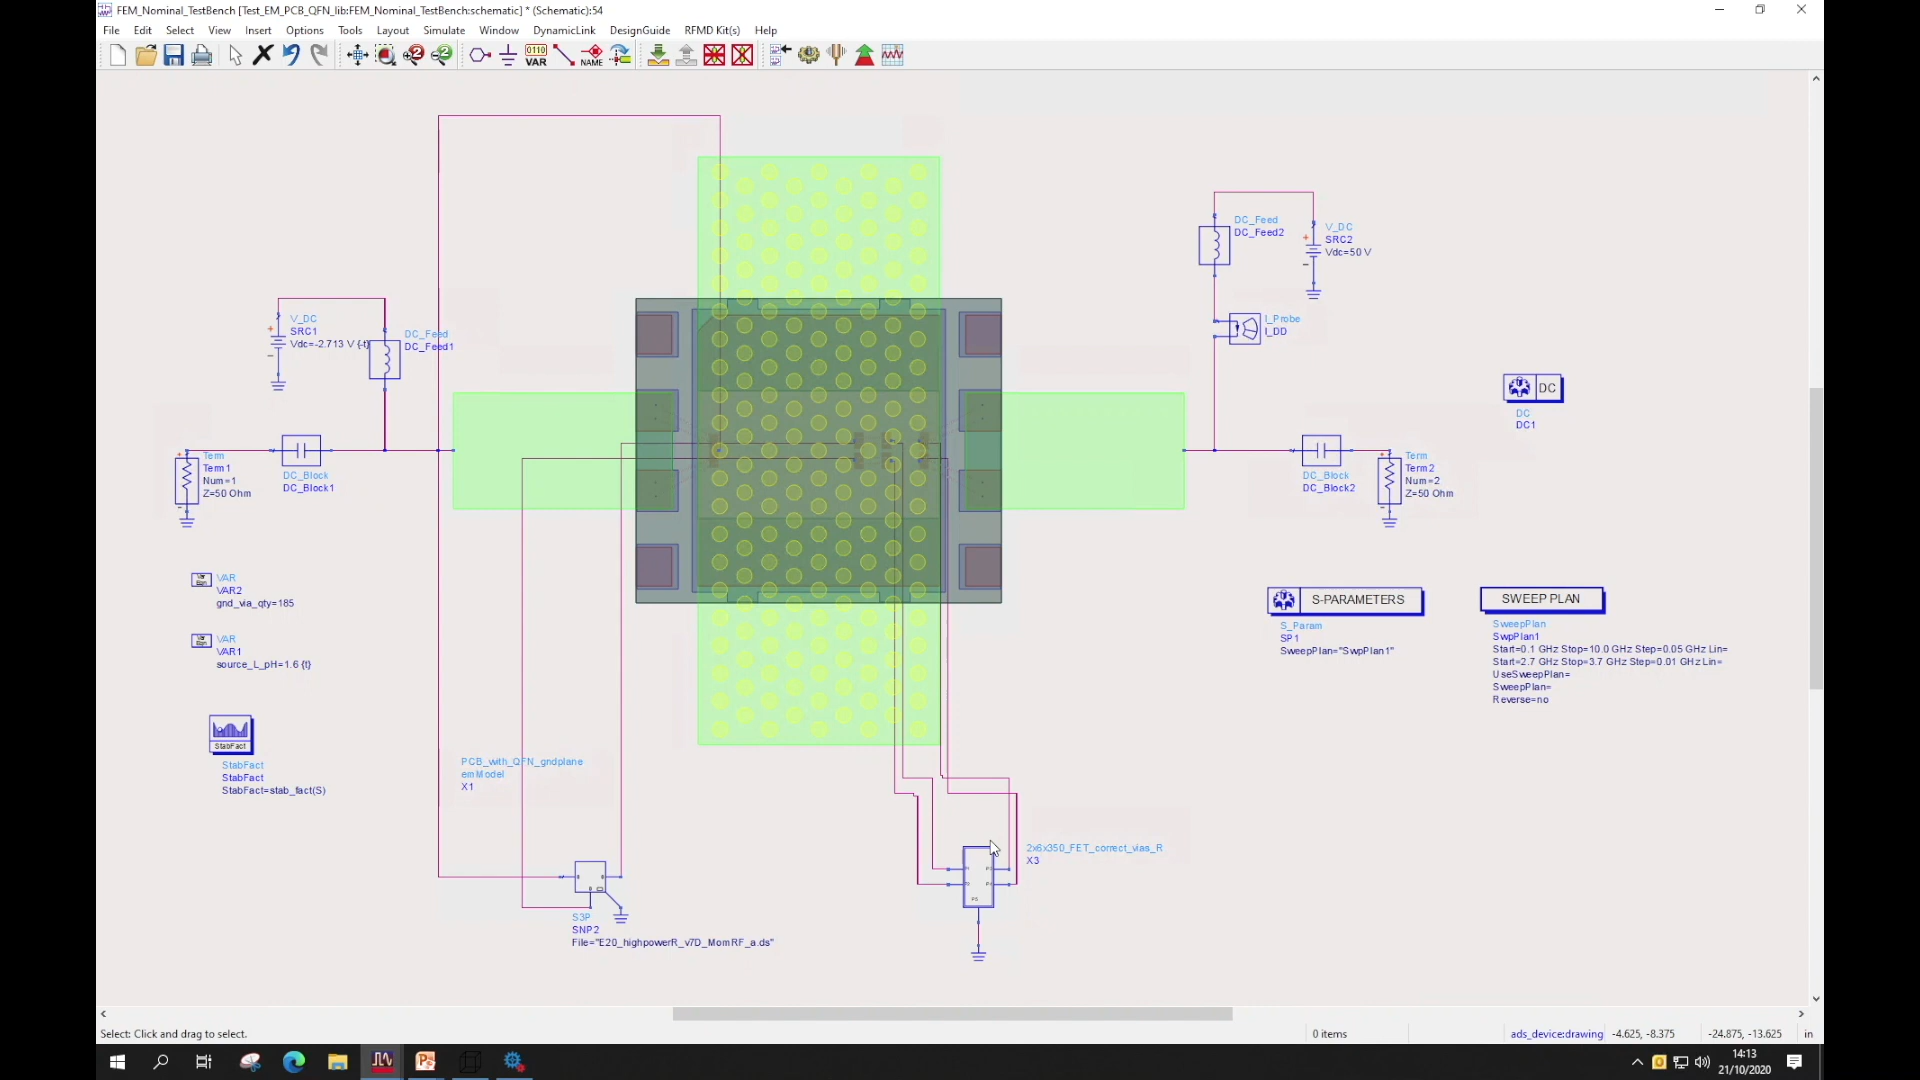 FEM_Nominal_TestBench [Test_EM_PCB_QFN_lib:FEM_Nominal_TestBench:schematic] * (Schematic):54
File Edit Select View Insert Options Tools Layout Simulate Window DynamicLink DesignGuide RFMD Kit(s) Help
0110
VAR
NAME
DC_Feed
DC_Feed2
V_DC
SRC2
Vdc=50 V
I_Probe
I_DD
V_DC
SRC1
Vdc=-2.713 V {-t}
DC_Feed
DC_Feed1
DC
DC
DC1
Term
Term1
Num=1
Z=50 Ohm
DC_Block
DC_Block1
DC_Block
DC_Block2
Term
Term2
Num=2
Z=50 Ohm
VAR
VAR2
gnd_via_qty=185
VAR
VAR1
source_L_pH=1.6 {t}
S-PARAMETERS
S_Param
SP1
SweepPlan="SwpPlan1"
SWEEP PLAN
SweepPlan
SwpPlan1
Start=0.1 GHz Stop=10.0 GHz Step=0.05 GHz Lin=
Start=2.7 GHz Stop=3.7 GHz Step=0.01 GHz Lin=
UseSweepPlan=
SweepPlan=
Reverse=no
StabFact
StabFact
StabFact
StabFact=stab_fact(S)
PCB_with_QFN_gndplane
emModel
X1
2x6x350_FET_correct_vias_R
X3
S3P
SNP2
File="E20_highpowerR_v7D_MomRF_a.ds"
Select: Click and drag to select.
0 items
ads_device:drawing
-4.625, -8.375
-24.875, -13.625
in
14:13
21/10/2020